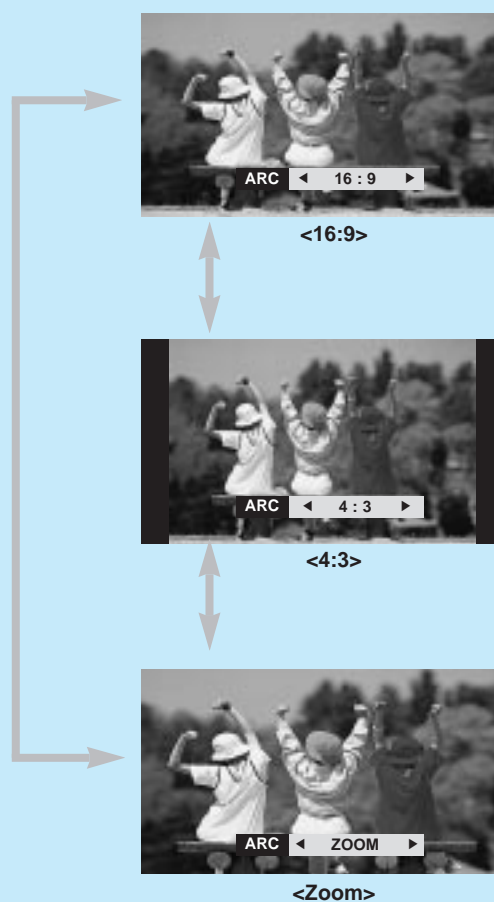 ARC ◀ 16 : 9 ▶
<16:9>
ARC ◀ 4 : 3 ▶
<4:3>
ARC ◀ ZOOM ▶
<Zoom>